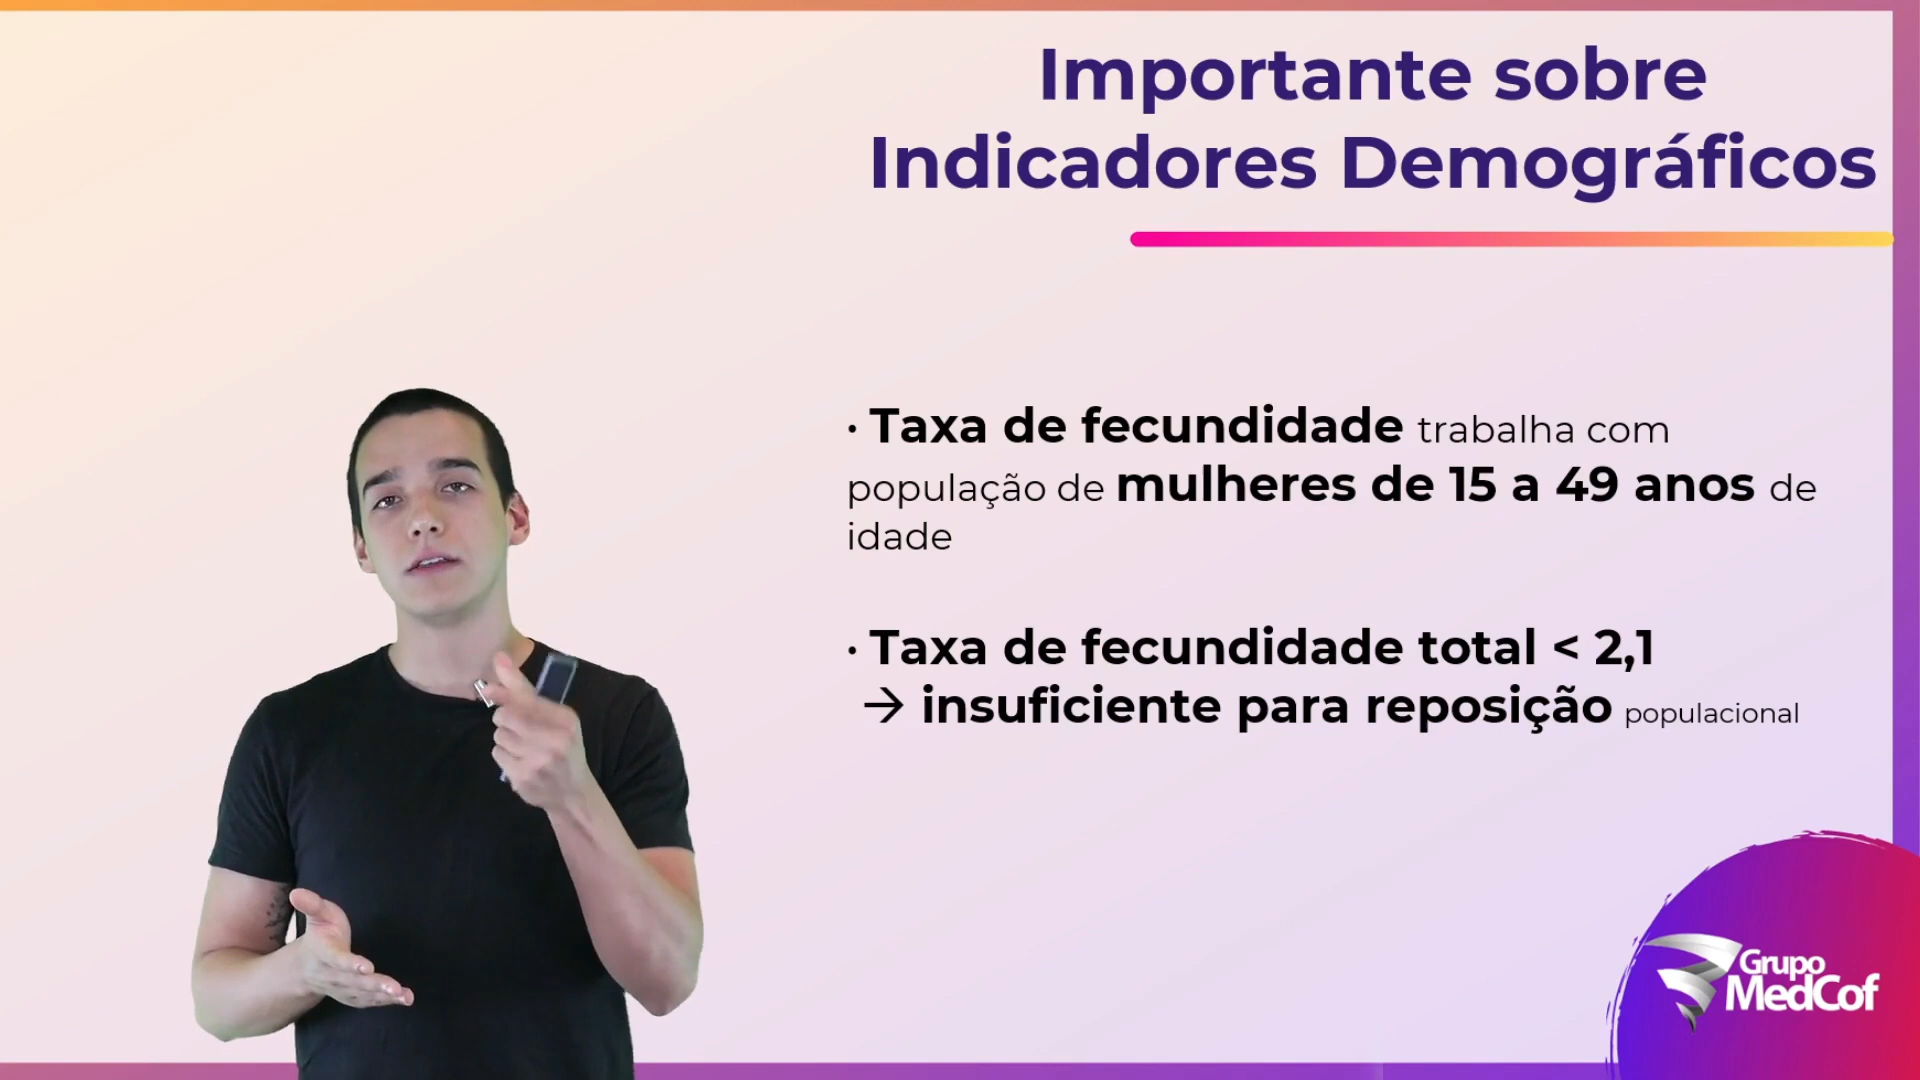 Importante sobre
Indicadores Demográficos
· Taxa de fecundidade trabalha com
população de mulheres de 15 a 49 anos de
idade
· Taxa de fecundidade total < 2,1
→ insuficiente para reposição populacional
Grupo
MedCof